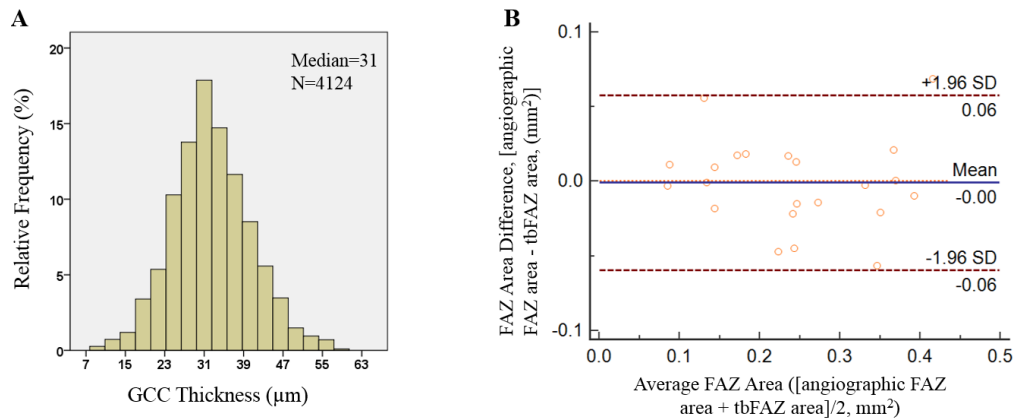 A
Median=31
N=4124
Relative Frequency (%)
20
15
10
5
0
7 15 23 31 39 47 55 63
GCC Thickness (µm)
B
FAZ Area Difference, [angiographic
FAZ area - tbFAZ area, (mm²)]
0.1
0.0
-0.1
+1.96 SD
0.06
Mean
-0.00
-1.96 SD
-0.06
0.0 0.1 0.2 0.3 0.4 0.5
Average FAZ Area ([angiographic FAZ
area + tbFAZ area]/2, mm²)